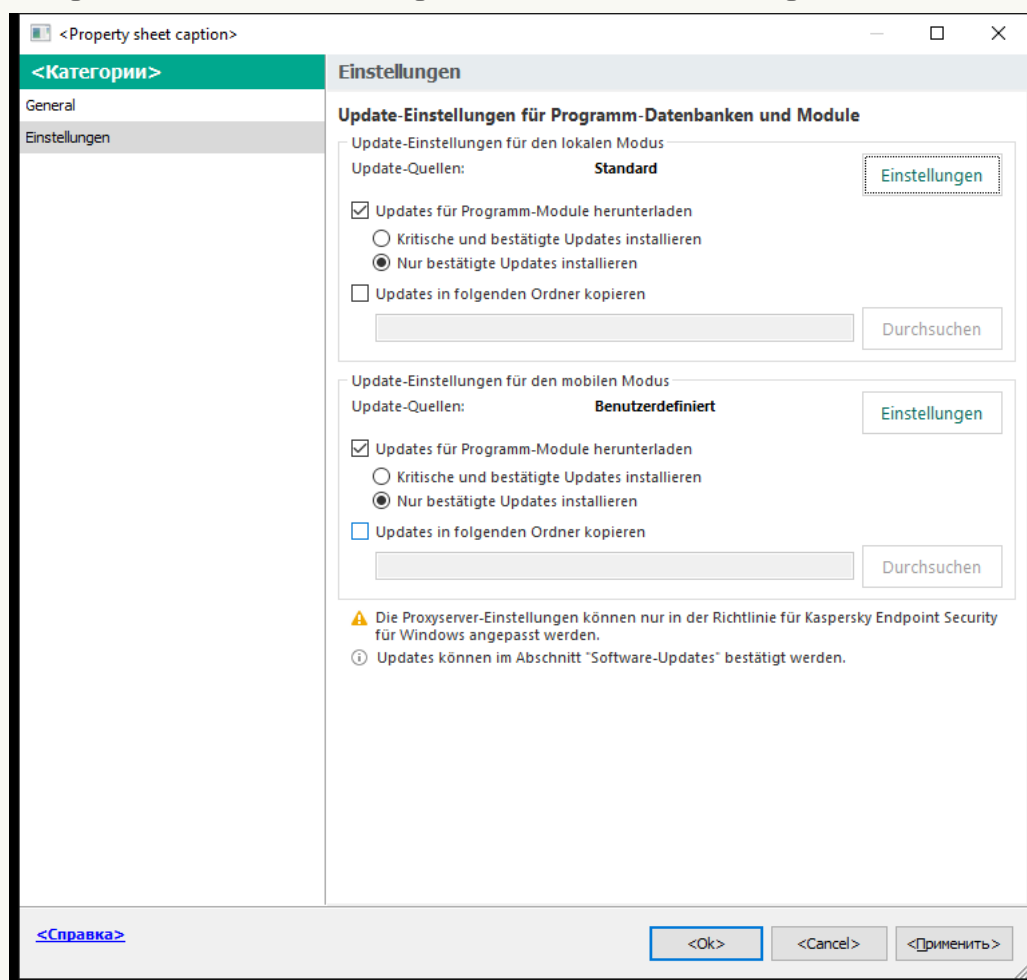 <Property sheet caption>
<Категории>
General
Einstellungen
Einstellungen
Update-Einstellungen für Programm-Datenbanken und Module
Update-Einstellungen für den lokalen Modus
Update-Quellen: Standard
Einstellungen
Updates für Programm-Module herunterladen
Kritische und bestätigte Updates installieren
Nur bestätigte Updates installieren
Updates in folgenden Ordner kopieren
Durchsuchen
Update-Einstellungen für den mobilen Modus
Update-Quellen: Benutzerdefiniert
Einstellungen
Updates für Programm-Module herunterladen
Kritische und bestätigte Updates installieren
Nur bestätigte Updates installieren
Updates in folgenden Ordner kopieren
Durchsuchen
Die Proxyserver-Einstellungen können nur in der Richtlinie für Kaspersky Endpoint Security
für Windows angepasst werden.
Updates können im Abschnitt "Software-Updates" bestätigt werden.
<Справка>
<Ok> <Cancel> <Применить>